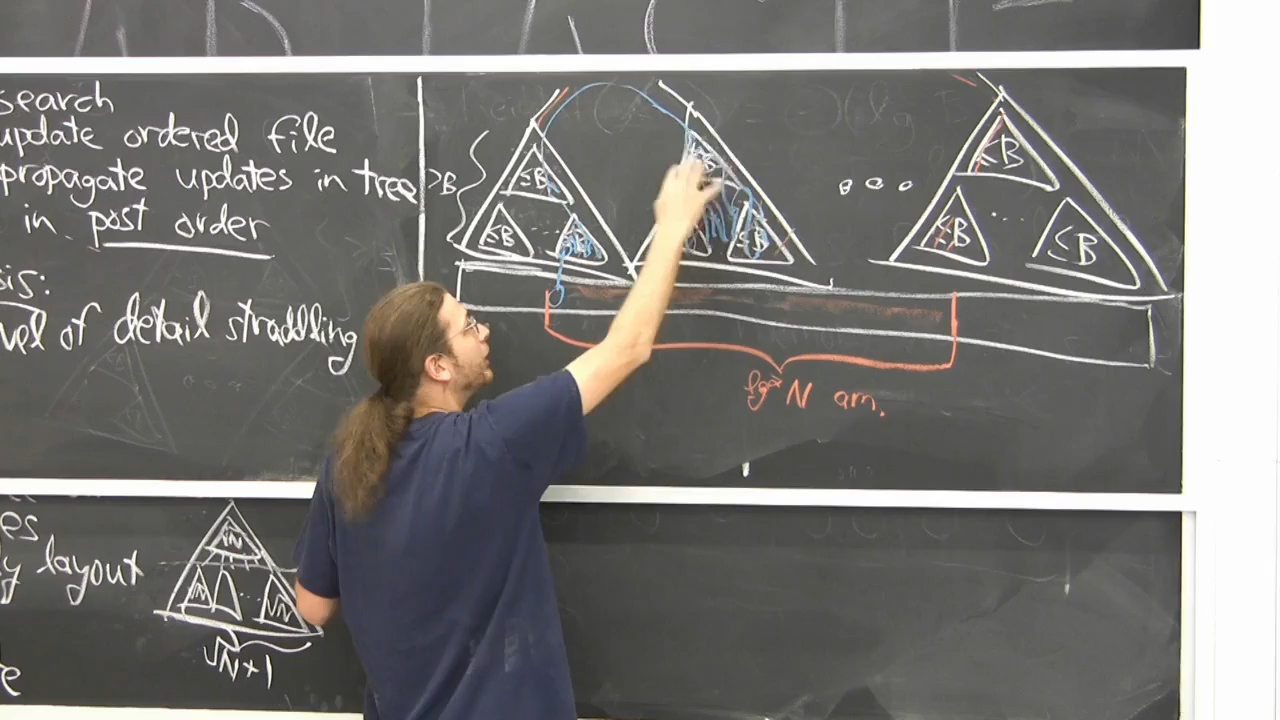 search
update ordered file
propagate updates in tree
in post order
sis:
vel of detail straddling
>B
≤B
≤B
≤B
≤B
≤B
≤B
≤B
lg² N am.
es
y layout
√N
√N
...
√N
√N+1
e